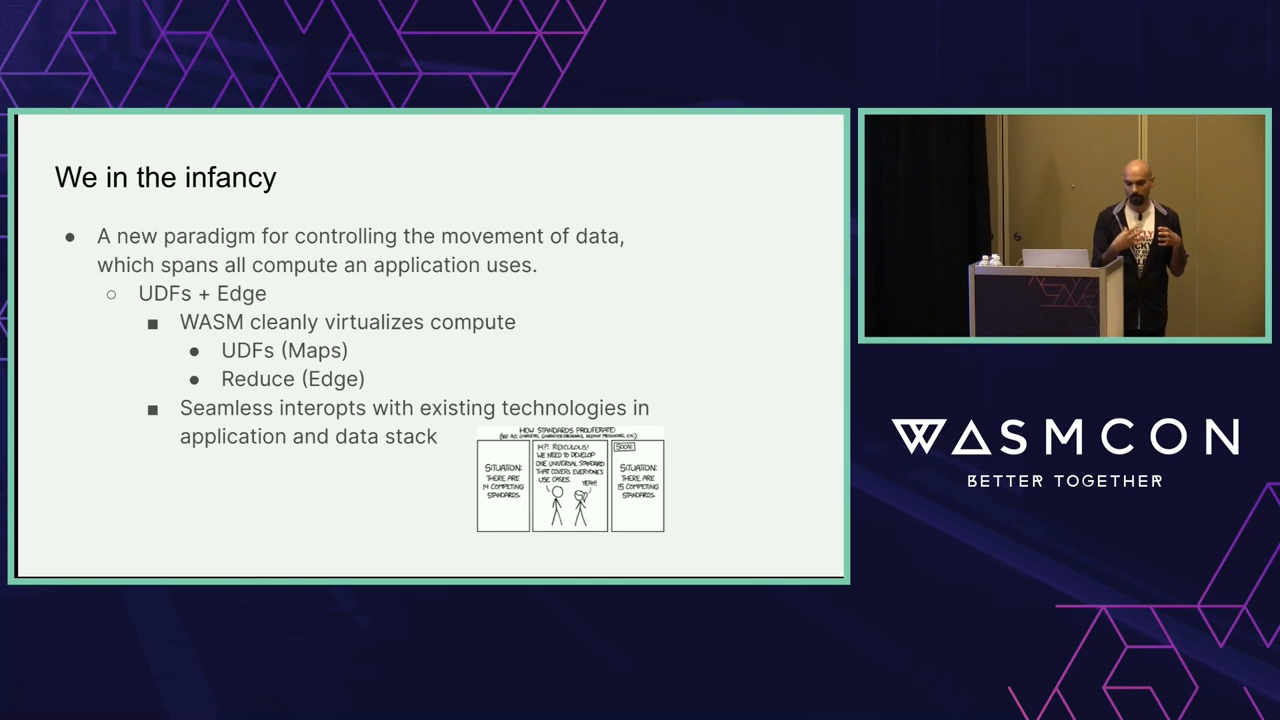 We in the infancy
● A new paradigm for controlling the movement of data,
which spans all compute an application uses.
○ UDFs + Edge
■ WASM cleanly virtualizes compute
● UDFs (Maps)
● Reduce (Edge)
■ Seamless interopts with existing technologies in
application and data stack
HOW STANDARDS PROLIFERATE
SITUATION:
THERE ARE
14 COMPETING
STANDARDS.
14?! RIDICULOUS!
WE NEED TO DEVELOP
ONE UNIVERSAL STANDARD
THAT COVERS EVERYONE'S
USE CASES.
YEAH!
SOON:
SITUATION:
THERE ARE
15 COMPETING
STANDARDS.
WASMCON
BETTER TOGETHER